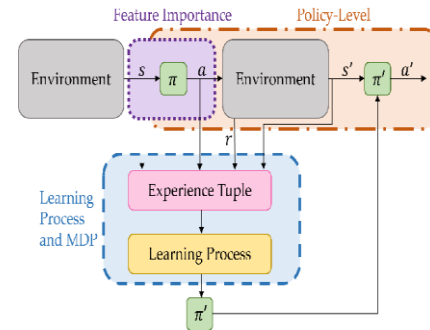 Feature Importance
Policy-Level
Environment
s
π
a
Environment
s'
π'
a'
r
Learning
Process
and MDP
Experience Tuple
Learning Process
π'